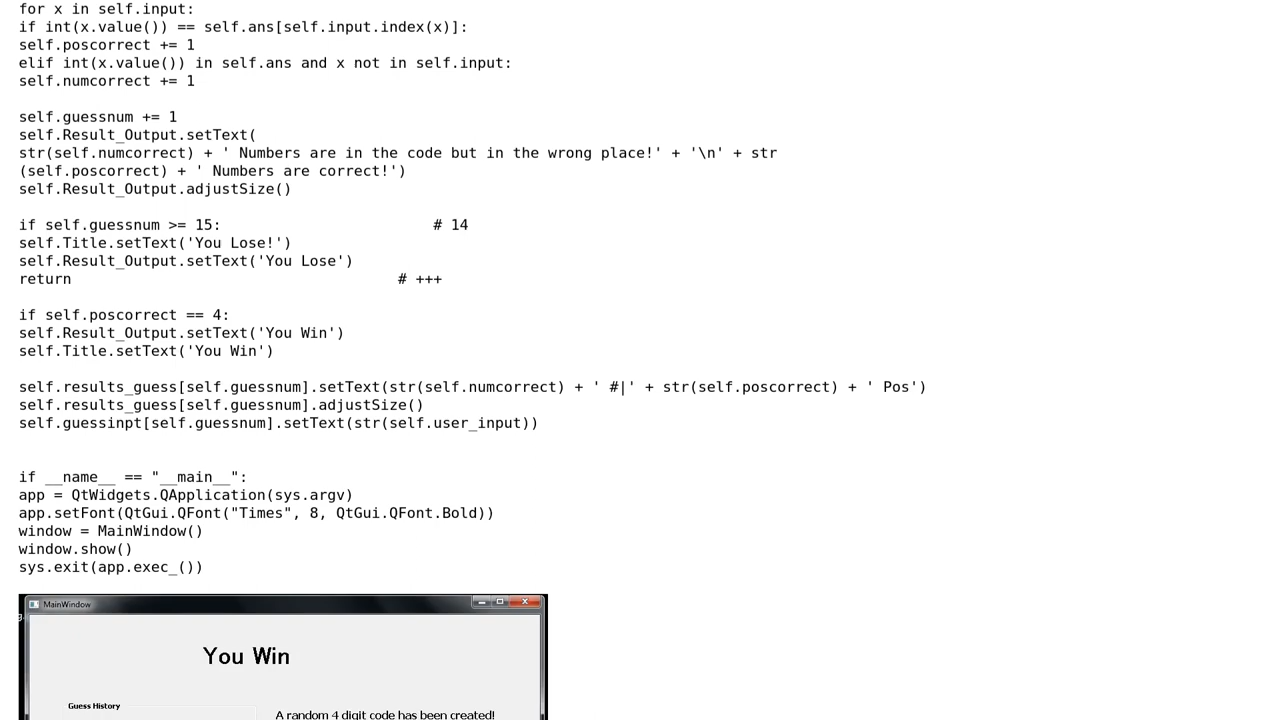 for x in self.input:
if int(x.value()) == self.ans[self.input.index(x)]:
self.poscorrect += 1
elif int(x.value()) in self.ans and x not in self.input:
self.numcorrect += 1
self.guessnum += 1
self.Result_Output.setText(
str(self.numcorrect) + ' Numbers are in the code but in the wrong place!' + '\n' + str
(self.poscorrect) + ' Numbers are correct!')
self.Result_Output.adjustSize()
if self.guessnum >= 15: # 14
self.Title.setText('You Lose!')
self.Result_Output.setText('You Lose')
return # +++
if self.poscorrect == 4:
self.Result_Output.setText('You Win')
self.Title.setText('You Win')
self.results_guess[self.guessnum].setText(str(self.numcorrect) + ' #|' + str(self.poscorrect) + ' Pos')
self.results_guess[self.guessnum].adjustSize()
self.guessinpt[self.guessnum].setText(str(self.user_input))
if __name__ == "__main__":
app = QtWidgets.QApplication(sys.argv)
app.setFont(QtGui.QFont("Times", 8, QtGui.QFont.Bold))
window = MainWindow()
window.show()
sys.exit(app.exec_())
MainWindow
You Win
Guess History
A random 4 digit code has been created!